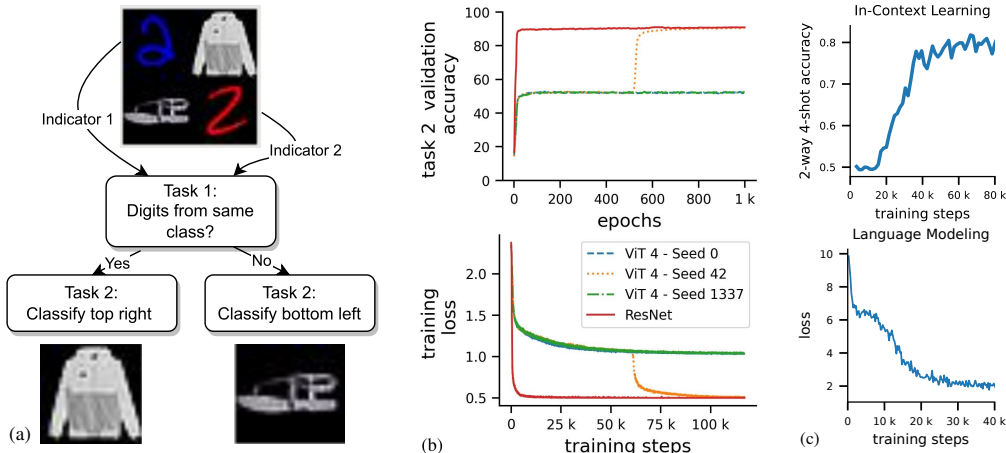 Indicator 1
Indicator 2
Task 1:
Digits from same
class?
Yes
No
Task 2:
Classify top right
Task 2:
Classify bottom left
(a)
task 2 validation
accuracy
100
80
60
40
20
0
0 200 400 600 800 1 k
epochs
training
loss
2.0
1.5
1.0
0.5
ViT 4 - Seed 0
ViT 4 - Seed 42
ViT 4 - Seed 1337
ResNet
0 25 k 50 k 75 k 100 k
training steps
(b)
In-Context Learning
2-way 4-shot accuracy
0.8
0.7
0.6
0.5
0 20 k 40 k 60 k 80 k
training steps
Language Modeling
loss
10
8
6
4
2
0 10 k 20 k 30 k 40 k
training steps
(c)